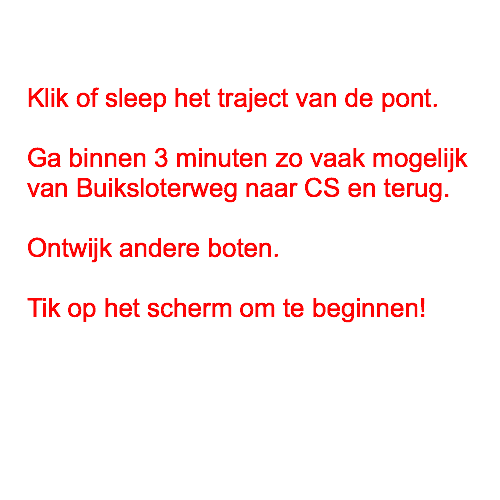 Klik of sleep het traject van de pont.
Ga binnen 3 minuten zo vaak mogelijk
van Buiksloterweg naar CS en terug.
Ontwijk andere boten.
Tik op het scherm om te beginnen!